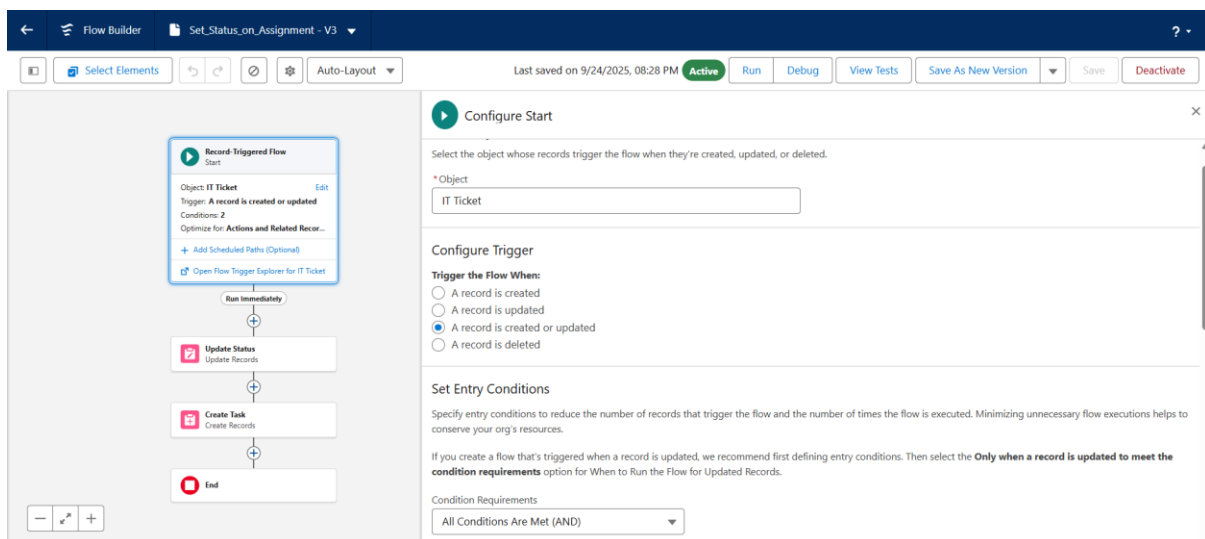 Flow Builder
Set_Status_on_Assignment - V3
?
Select Elements
Auto-Layout
Last saved on 9/24/2025, 08:28 PM
Active
Run
Debug
View Tests
Save As New Version
Save
Deactivate
Record-Triggered Flow
Start
Object: IT Ticket
Edit
Trigger: A record is created or updated
Conditions: 2
Optimize for: Actions and Related Recor...
+ Add Scheduled Paths (Optional)
Open Flow Trigger Explorer for IT Ticket
Run Immediately
Update Status
Update Records
Create Task
Create Records
End
Configure Start
Select the object whose records trigger the flow when they're created, updated, or deleted.
*Object
IT Ticket
Configure Trigger
Trigger the Flow When:
A record is created
A record is updated
A record is created or updated
A record is deleted
Set Entry Conditions
Specify entry conditions to reduce the number of records that trigger the flow and the number of times the flow is executed. Minimizing unnecessary flow executions helps to
conserve your org's resources.
If you create a flow that's triggered when a record is updated, we recommend first defining entry conditions. Then select the Only when a record is updated to meet the
condition requirements option for When to Run the Flow for Updated Records.
Condition Requirements
All Conditions Are Met (AND)